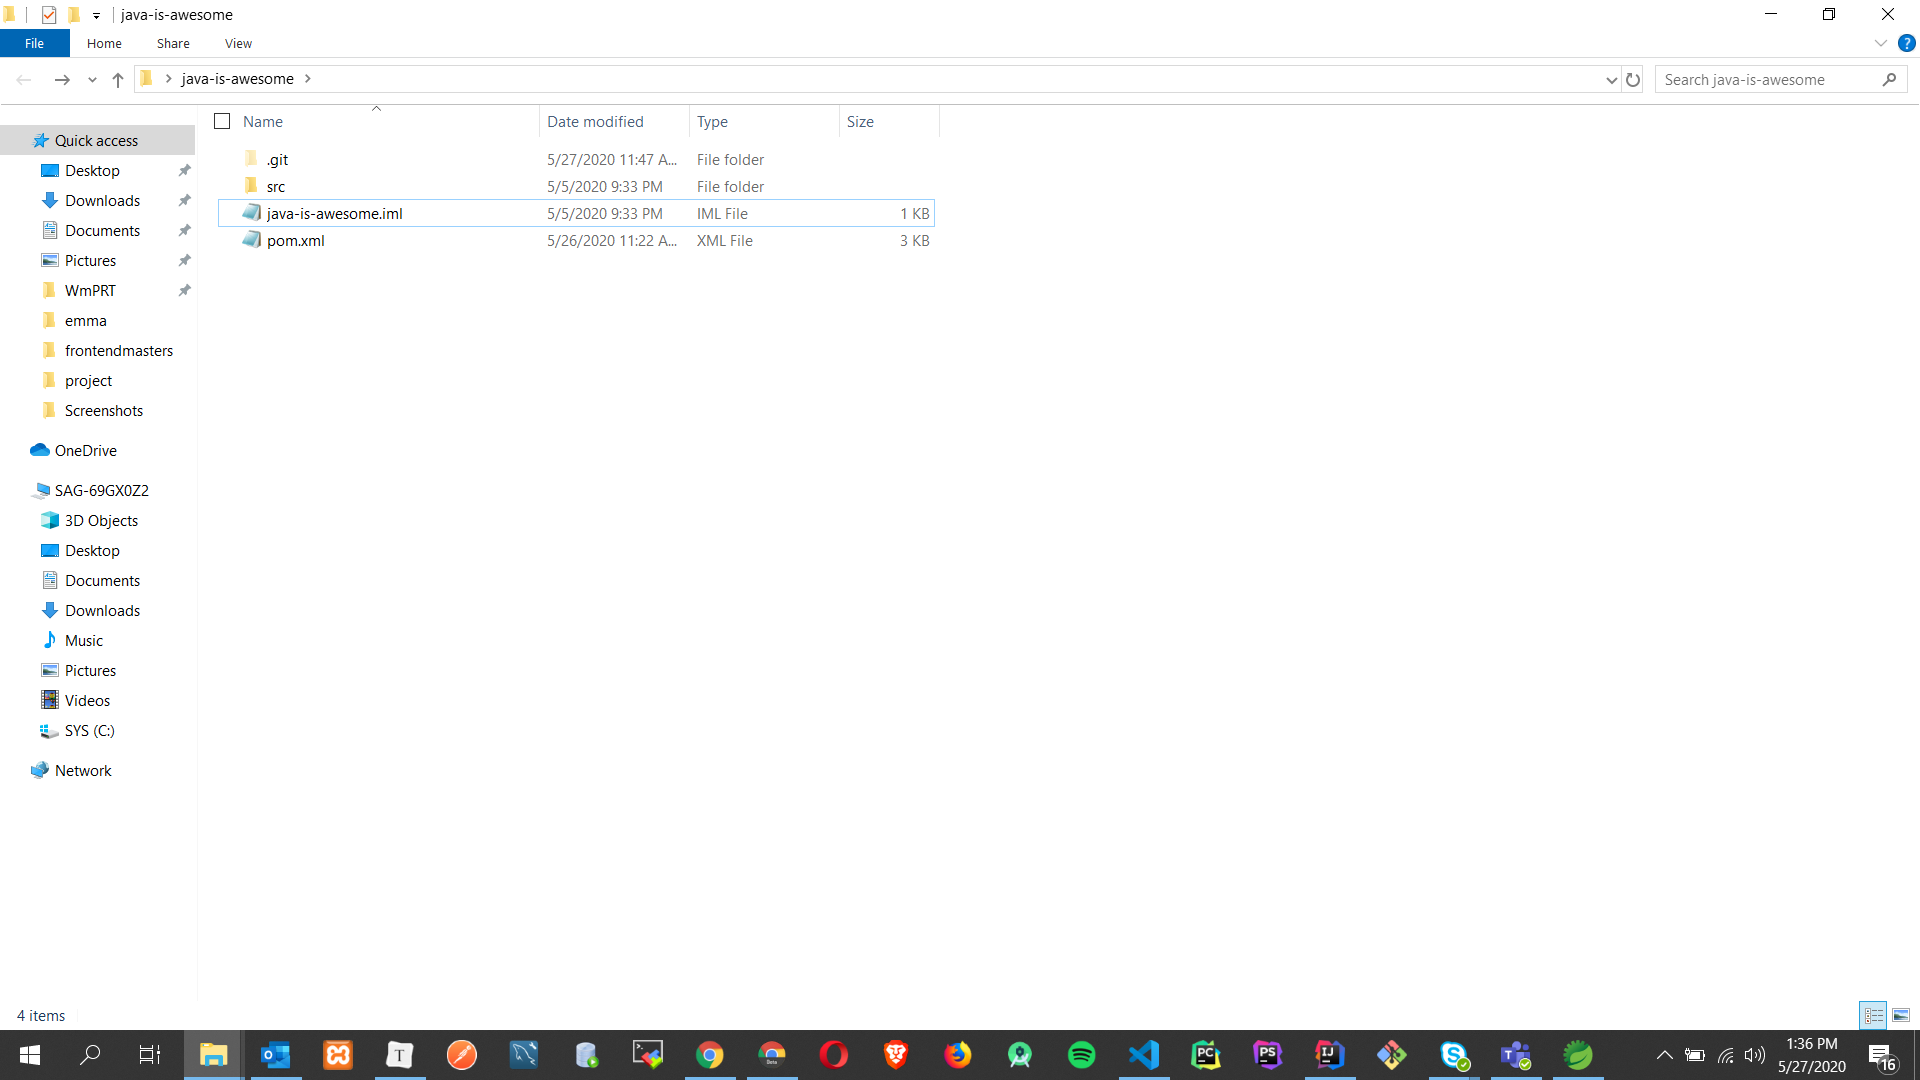 java-is-awesome
File Home Share View
java-is-awesome
Search java-is-awesome
Name Date modified Type Size
.git 5/27/2020 11:47 A... File folder
src 5/5/2020 9:33 PM File folder
java-is-awesome.iml 5/5/2020 9:33 PM IML File 1 KB
pom.xml 5/26/2020 11:22 A... XML File 3 KB
Quick access
Desktop
Downloads
Documents
Pictures
WmPRT
emma
frontendmasters
project
Screenshots
OneDrive
SAG-69GX0Z2
3D Objects
Desktop
Documents
Downloads
Music
Pictures
Videos
SYS (C:)
Network
4 items
T
Beta
PC
PS
IJ
S
T
1:36 PM
5/27/2020
16